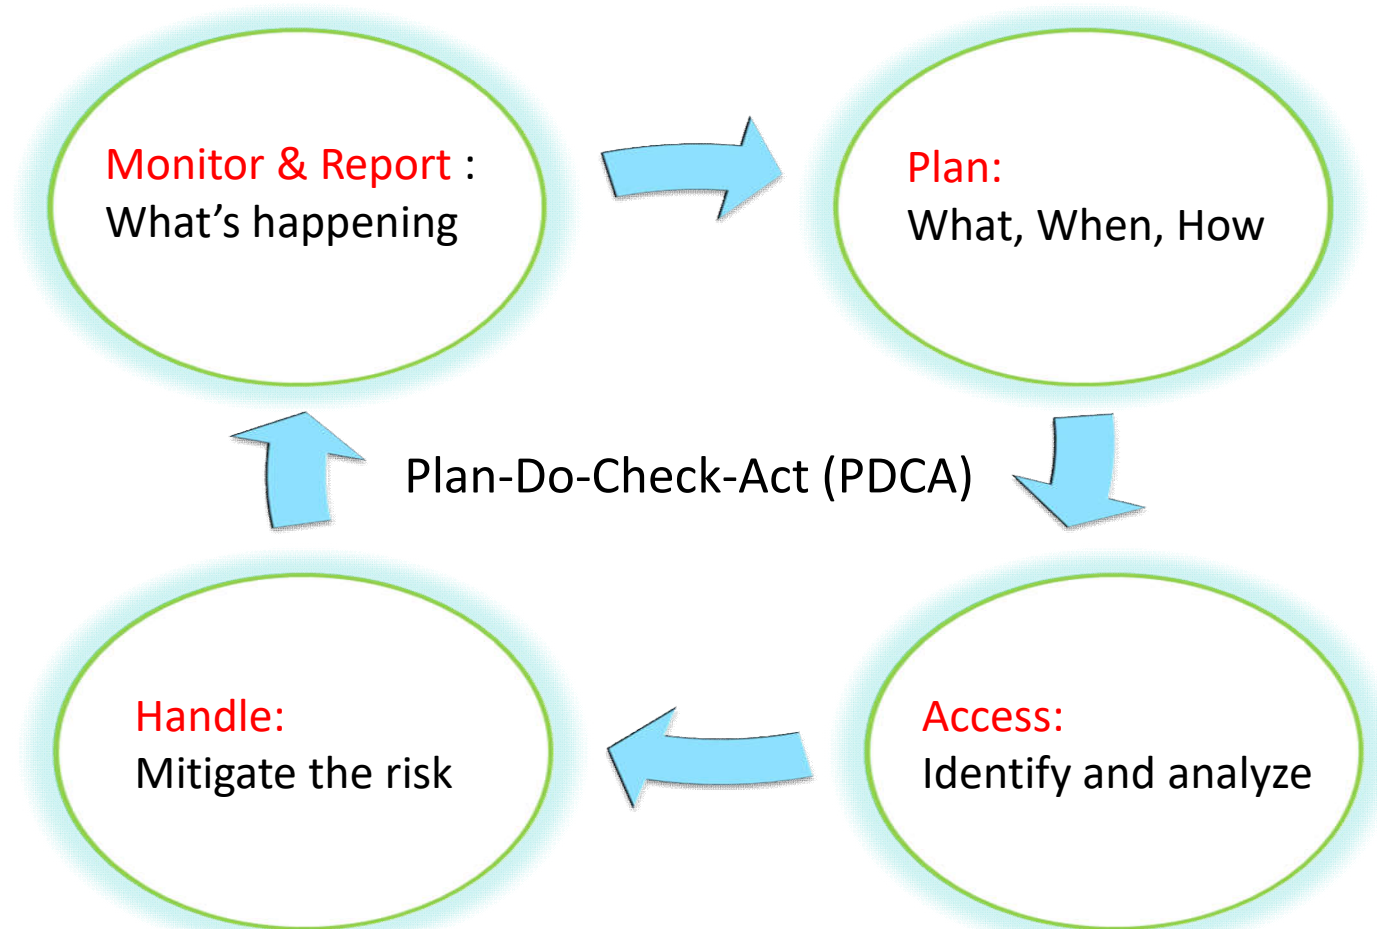 Monitor & Report :
What’s happening
Plan:
What, When, How
Plan-Do-Check-Act (PDCA)
Handle:
Mitigate the risk
Access:
Identify and analyze